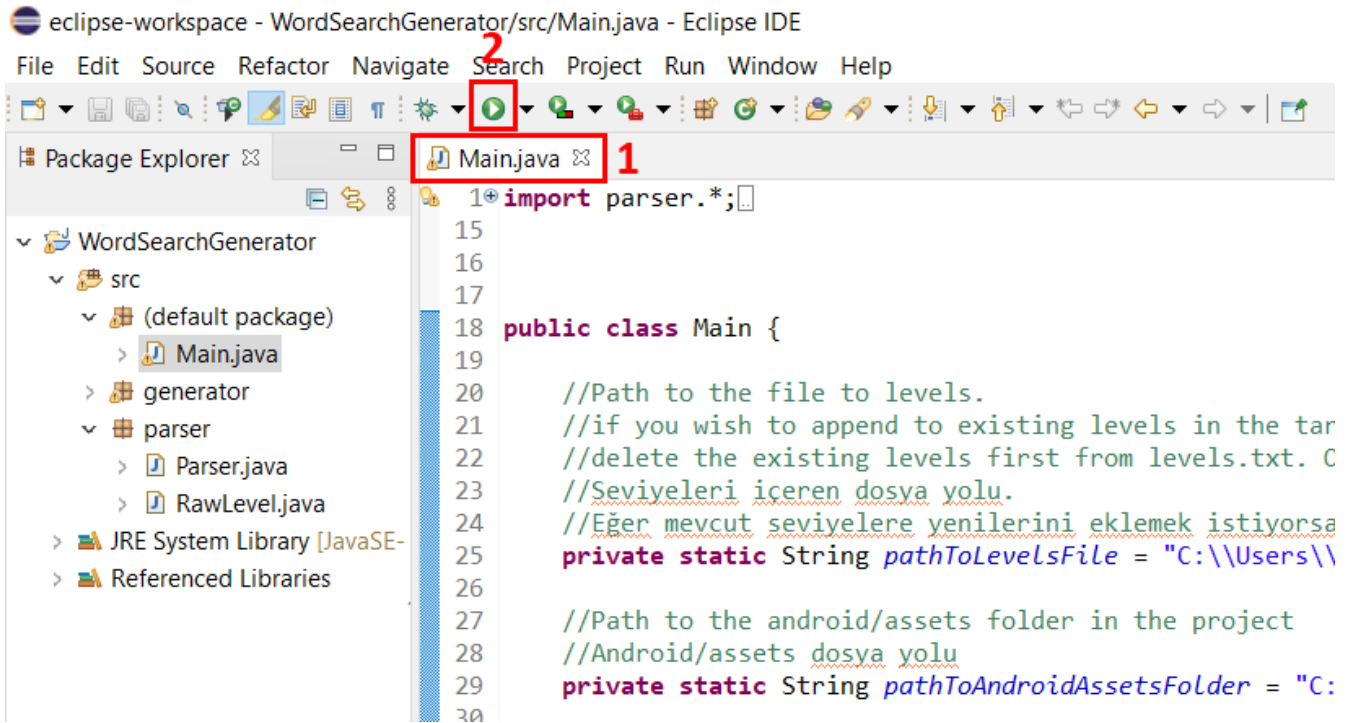 eclipse-workspace - WordSearchGenerator/src/Main.java - Eclipse IDE
File Edit Source Refactor Navigate Search Project Run Window Help
2
Package Explorer
Main.java
1
WordSearchGenerator
src
(default package)
Main.java
generator
parser
Parser.java
RawLevel.java
JRE System Library [JavaSE-
Referenced Libraries
1 import parser.*;
15
16
17
18 public class Main {
19
20 //Path to the file to levels.
21 //if you wish to append to existing levels in the tar
22 //delete the existing levels first from levels.txt. O
23 //Seviyeleri içeren dosya yolu.
24 //Eğer mevcut seviyelere yenilerini eklemek istiyorsa
25 private static String pathToLevelsFile = "C:\\Users\\
26
27 //Path to the android/assets folder in the project
28 //Android/assets dosya yolu
29 private static String pathToAndroidAssetsFolder = "C:
30